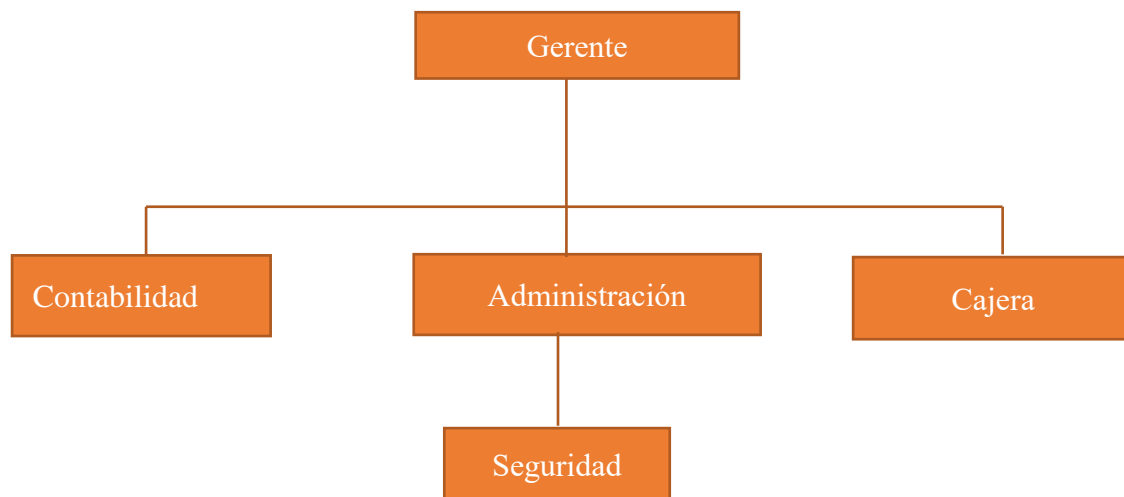 Gerente
Contabilidad
Administración
Cajera
Seguridad